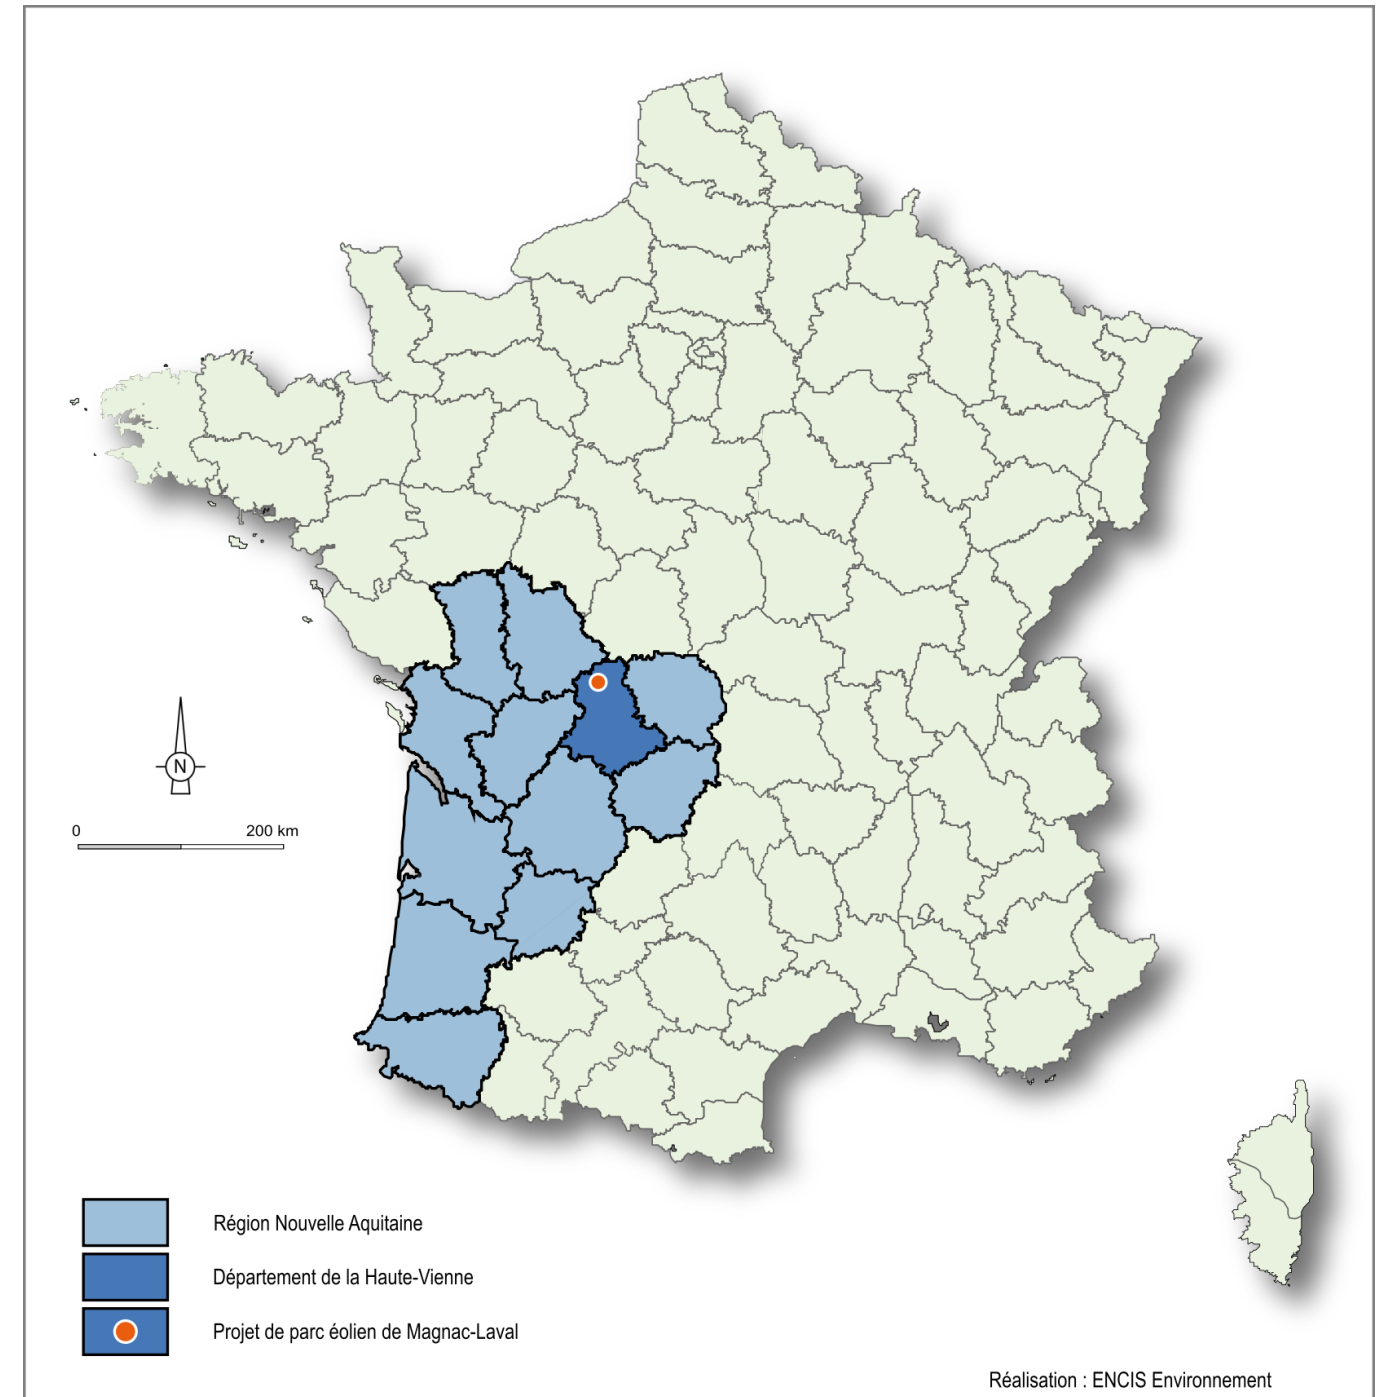 N
0 200 km
Région Nouvelle Aquitaine
Département de la Haute-Vienne
Projet de parc éolien de Magnac-Laval
Réalisation : ENCIS Environnement